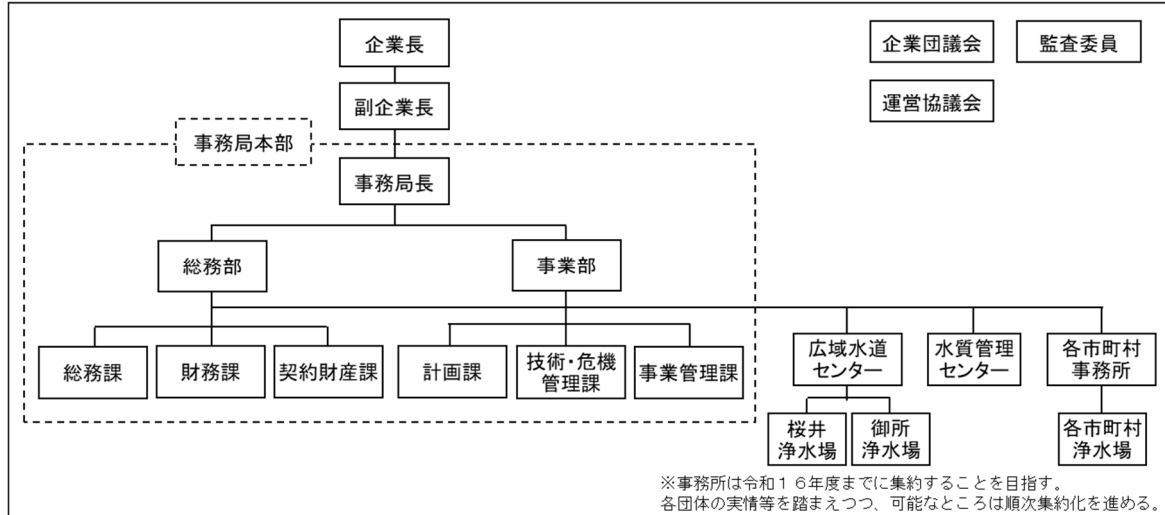 企業長
企業団議会
監査委員
副企業長
運営協議会
事務局本部
事務局長
総務部
事業部
総務課
財務課
契約財産課
計画課
技術・危機
管理課
事業管理課
広域水道
センター
水質管理
センター
各市町村
事務所
桜井
浄水場
御所
浄水場
各市町村
浄水場
※事務所は令和１６年度までに集約することを目指す。
各団体の実情等を踏まえつつ、可能なところは順次集約化を進める。